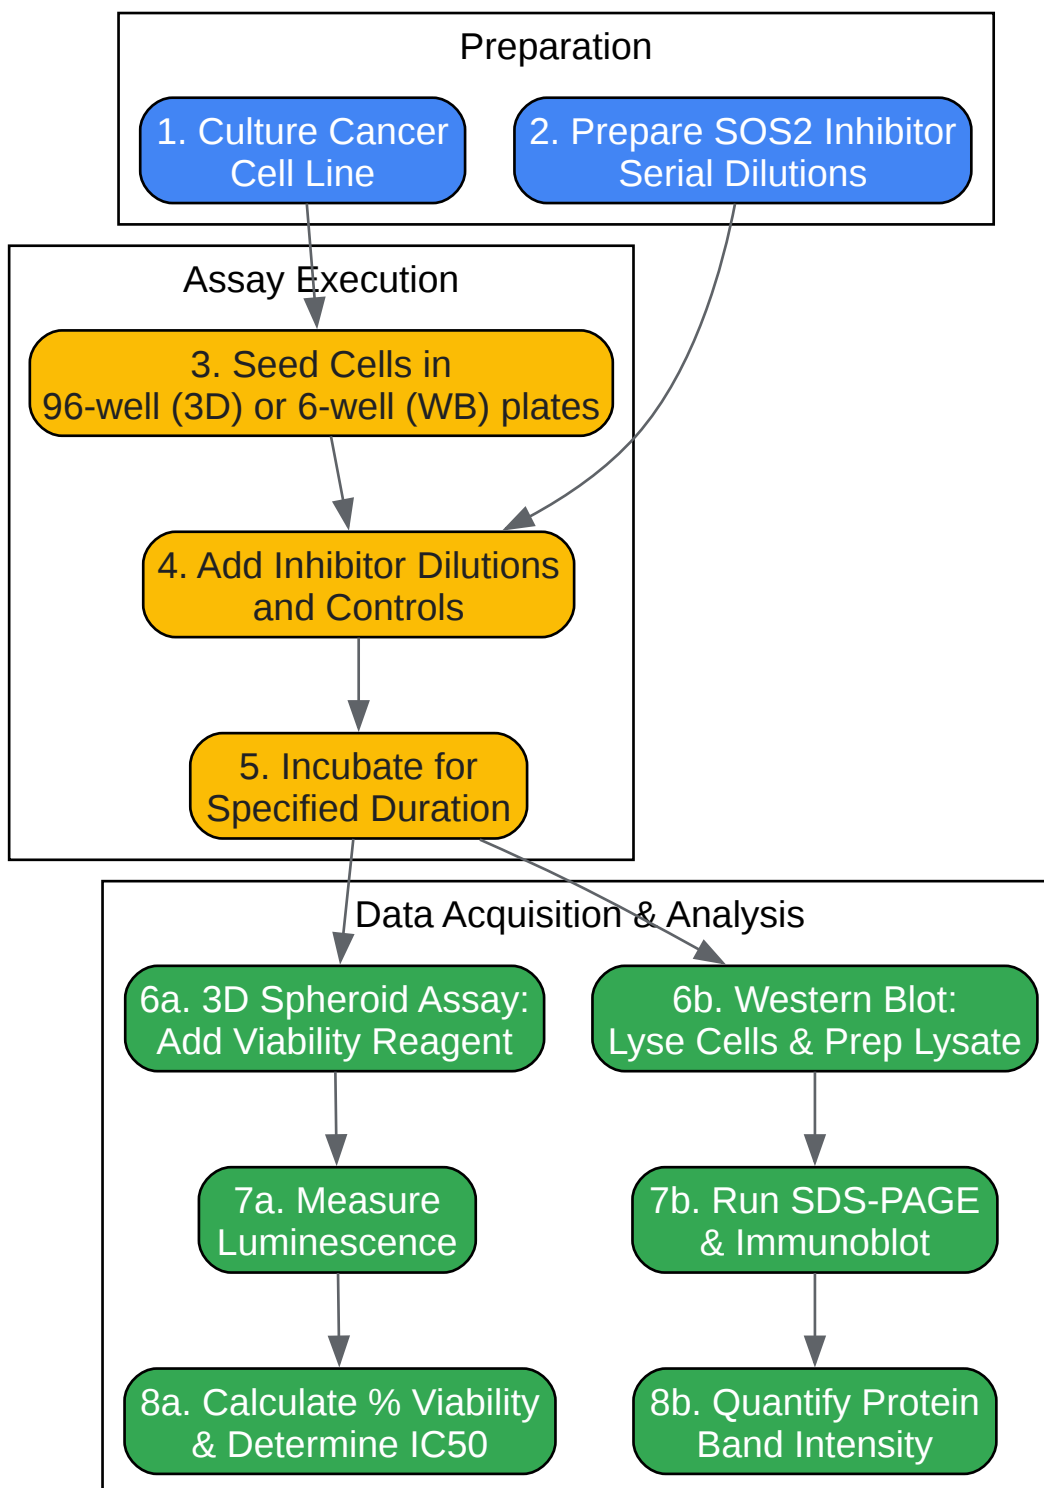 Preparation
1. Culture Cancer
Cell Line
2. Prepare SOS2 Inhibitor
Serial Dilutions
Assay Execution
3. Seed Cells in
96-well (3D) or 6-well (WB) plates
4. Add Inhibitor Dilutions
and Controls
5. Incubate for
Specified Duration
Data Acquisition & Analysis
6a. 3D Spheroid Assay:
Add Viability Reagent
6b. Western Blot:
Lyse Cells & Prep Lysate
7a. Measure
Luminescence
7b. Run SDS-PAGE
& Immunoblot
8a. Calculate % Viability
& Determine IC50
8b. Quantify Protein
Band Intensity